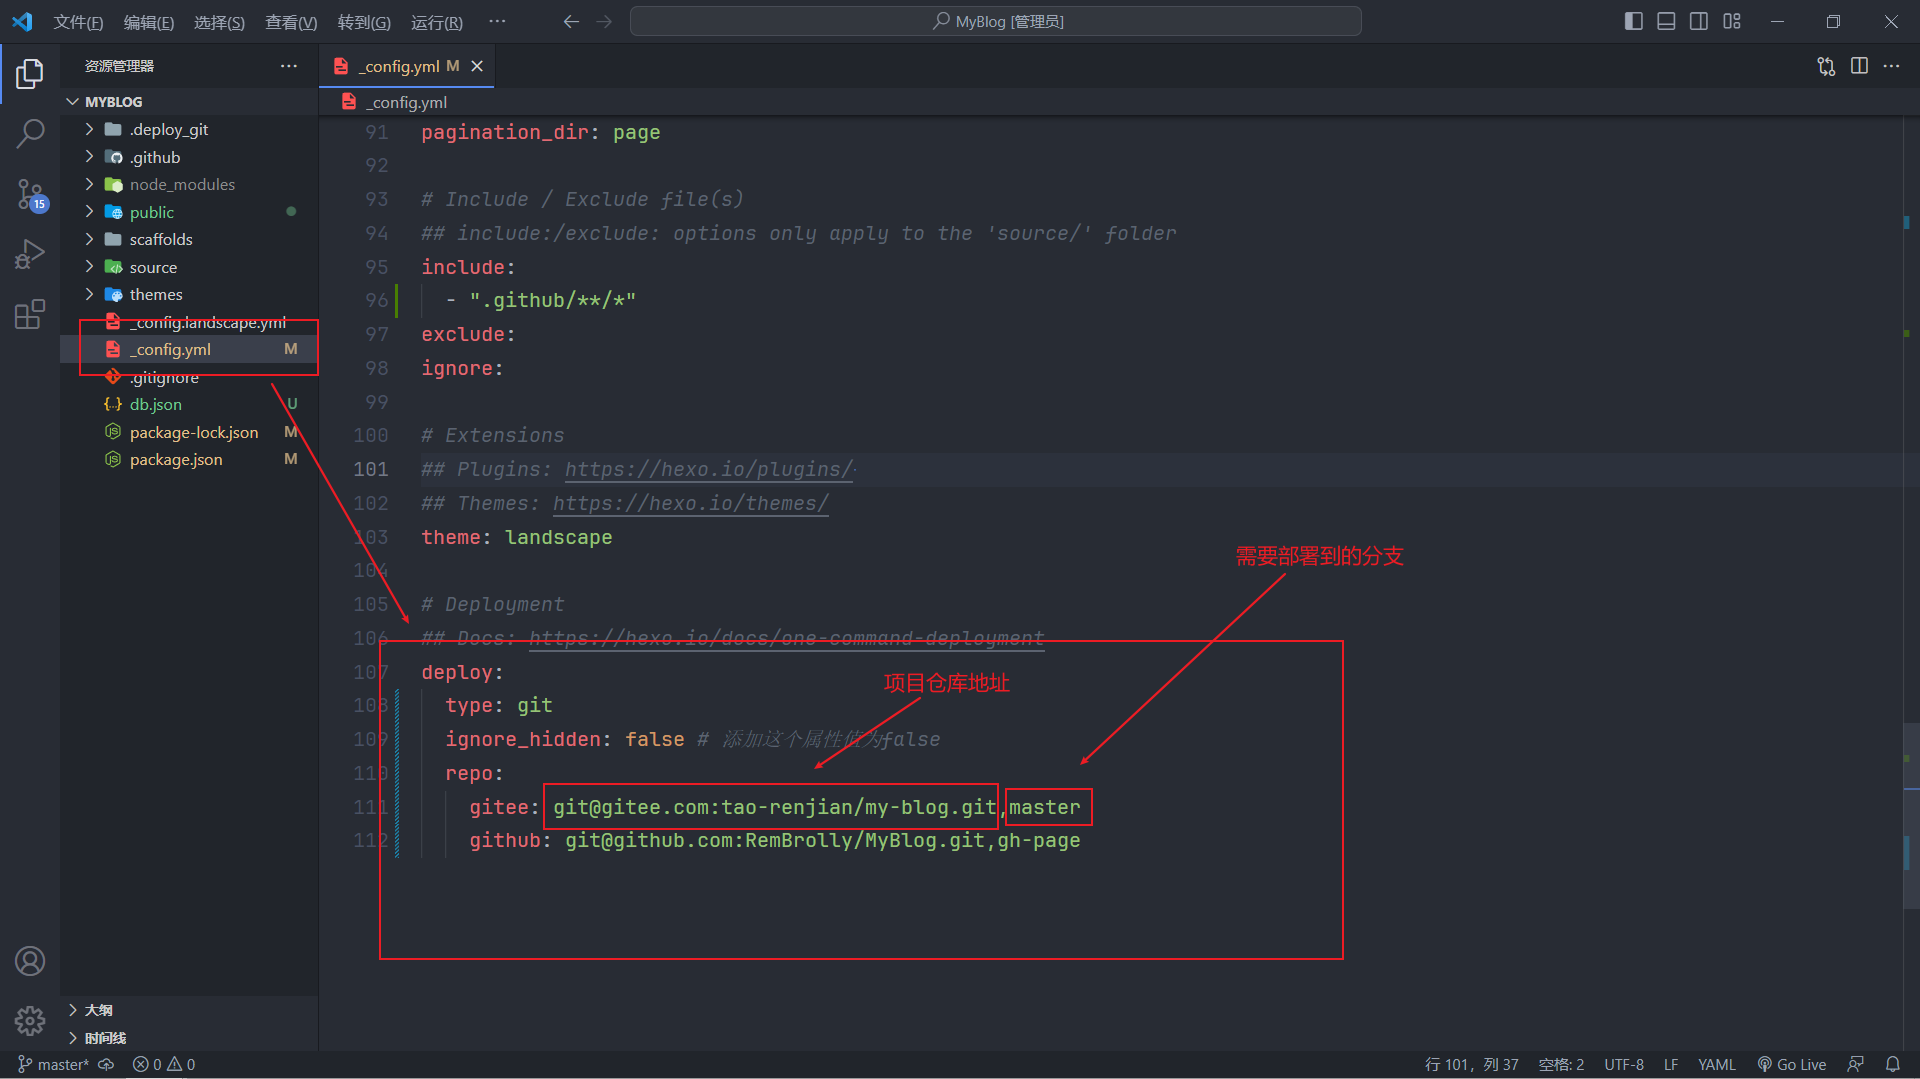 文件(F) 编辑(E) 选择(S) 查看(V) 转到(G) 运行(R) ··· MyBlog [管理员]
资源管理器 ···
_config.yml M
_config.yml
MYBLOG
.deploy_git
.github
node_modules
public
scaffolds
source
themes
_config.landscape.yml
_config.yml M
.gitignore
db.json U
package-lock.json M
package.json M
15
91 pagination_dir: page
92
93 # Include / Exclude file(s)
94 ## include:/exclude: options only apply to the 'source/' folder
95 include:
96 - ".github/**/*"
97 exclude:
98 ignore:
99
100 # Extensions
101 ## Plugins: https://hexo.io/plugins/
102 ## Themes: https://hexo.io/themes/
103 theme: landscape
104
需要部署到的分支
105 # Deployment
106 ## Docs: https://hexo.io/docs/one-command-deployment
107 deploy:
项目仓库地址
108 type: git
109 ignore_hidden: false # 添加这个属性值为false
110 repo:
111 gitee: git@gitee.com:tao-renjian/my-blog.git,master
112 github: git@github.com:RemBrolly/MyBlog.git,gh-page
大纲
时间线
master* 0 0 行 101，列 37 空格: 2 UTF-8 LF YAML Go Live